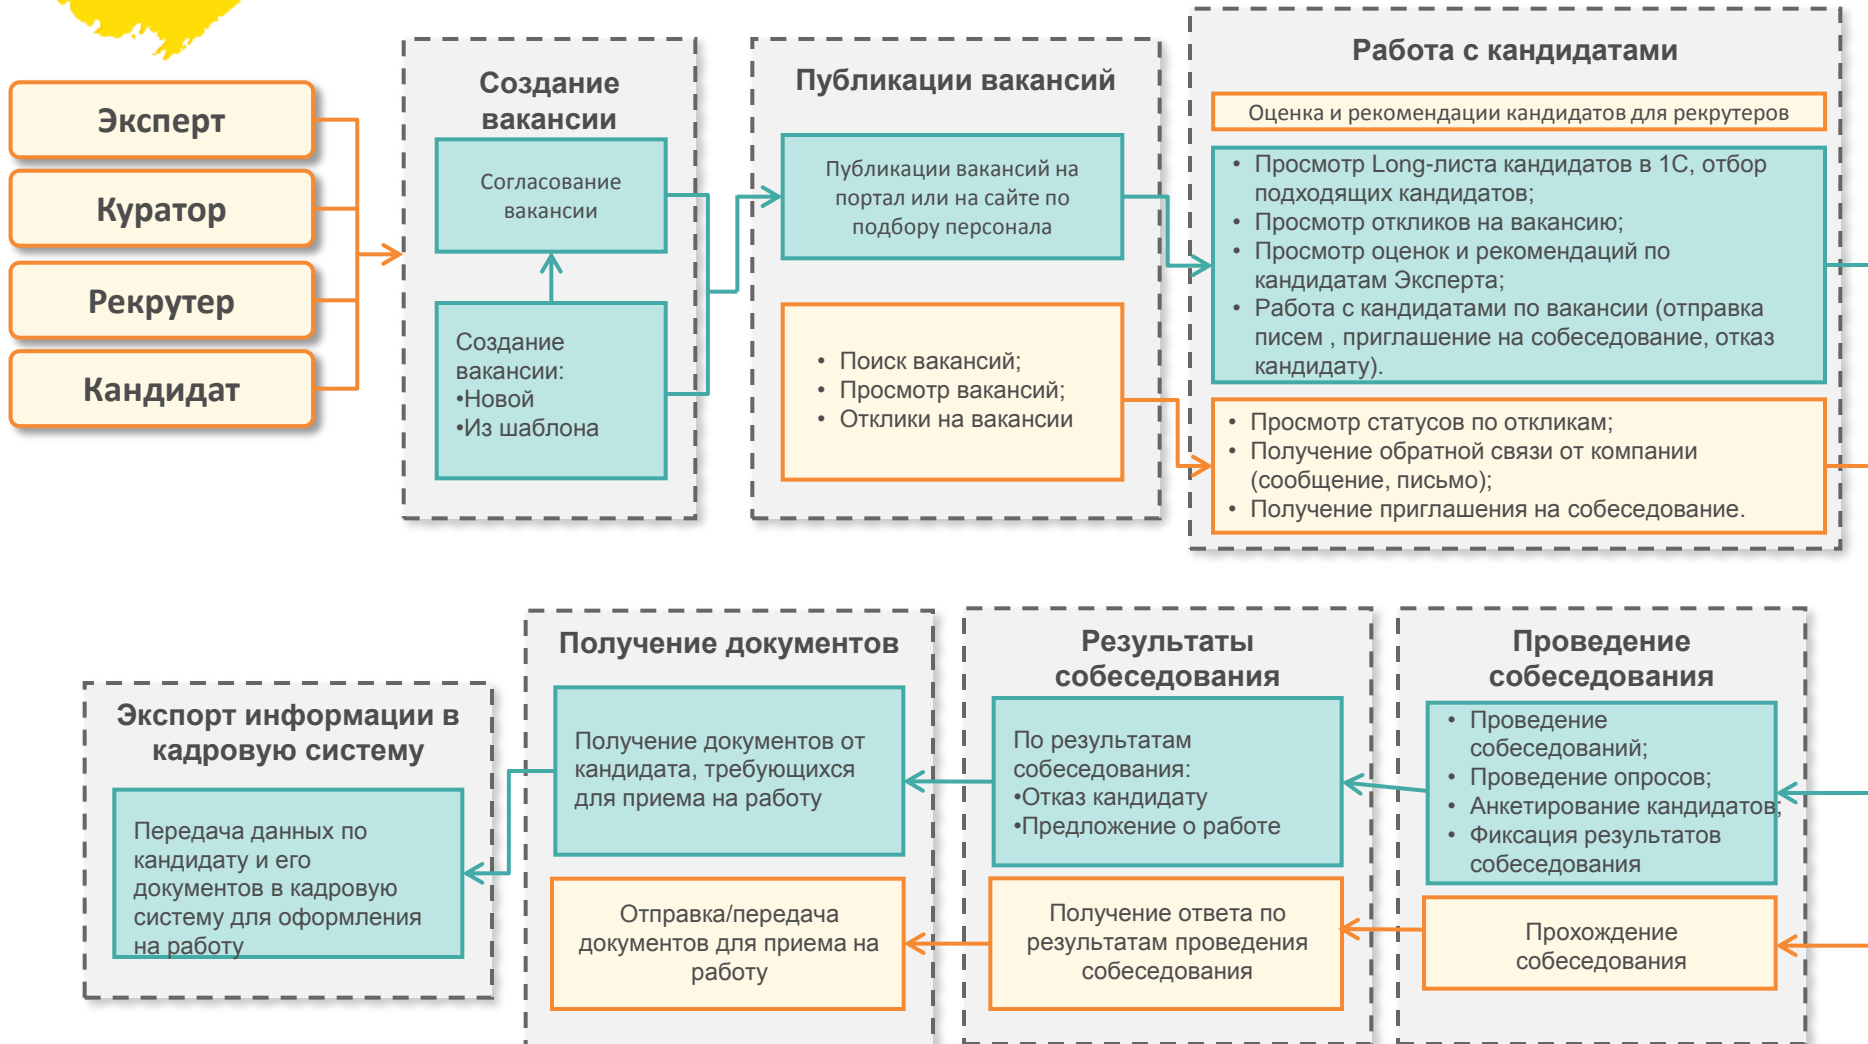 Эксперт
Куратор
Рекрутер
Кандидат
Создание
вакансии
Согласование
вакансии
Создание
вакансии:
•Новой
•Из шаблона
Публикации вакансий
Публикации вакансий на
портал или на сайте по
подбору персонала
• Поиск вакансий;
• Просмотр вакансий;
• Отклики на вакансии
Работа с кандидатами
Оценка и рекомендации кандидатов для рекрутеров
• Просмотр Long-листа кандидатов в 1С, отбор
подходящих кандидатов;
• Просмотр откликов на вакансию;
• Просмотр оценок и рекомендаций по
кандидатам Эксперта;
• Работа с кандидатами по вакансии (отправка
писем , приглашение на собеседование, отказ
кандидату).
• Просмотр статусов по откликам;
• Получение обратной связи от компании
(сообщение, письмо);
• Получение приглашения на собеседование.
Экспорт информации в
кадровую систему
Передача данных по
кандидату и его
документов в кадровую
систему для оформления
на работу
Получение документов
Получение документов от
кандидата, требующихся
для приема на работу
Отправка/передача
документов для приема на
работу
Результаты
собеседования
По результатам
собеседования:
•Отказ кандидату
•Предложение о работе
Получение ответа по
результатам проведения
собеседования
Проведение
собеседования
• Проведение
собеседований;
• Проведение опросов;
• Анкетирование кандидатов;
• Фиксация результатов
собеседования
Прохождение
собеседования